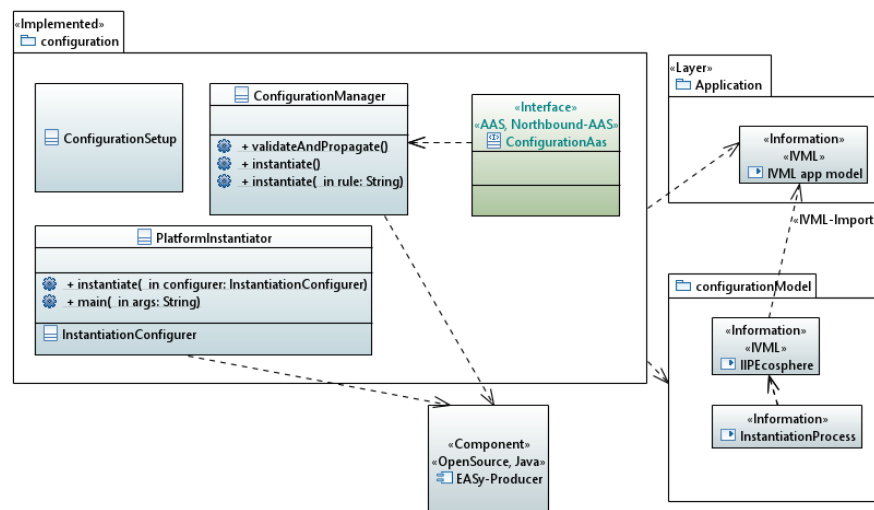 «Implemented»
configuration
ConfigurationSetup
ConfigurationManager
+ validateAndPropagate()
+ instantiate()
+ instantiate( in rule: String)
«Interface»
«AAS, Northbound-AAS»
ConfigurationAas
PlatformInstantiator
+ instantiate( in configurer: InstantiationConfigurer)
+ main( in args: String)
InstantiationConfigurer
«Component»
«OpenSource, Java»
EASy-Producer
«Layer»
Application
«Information»
«IVML»
IVML app model
«IVML-Import
configurationModel
«Information»
«IVML»
IIPEcosphere
«Information»
InstantiationProcess